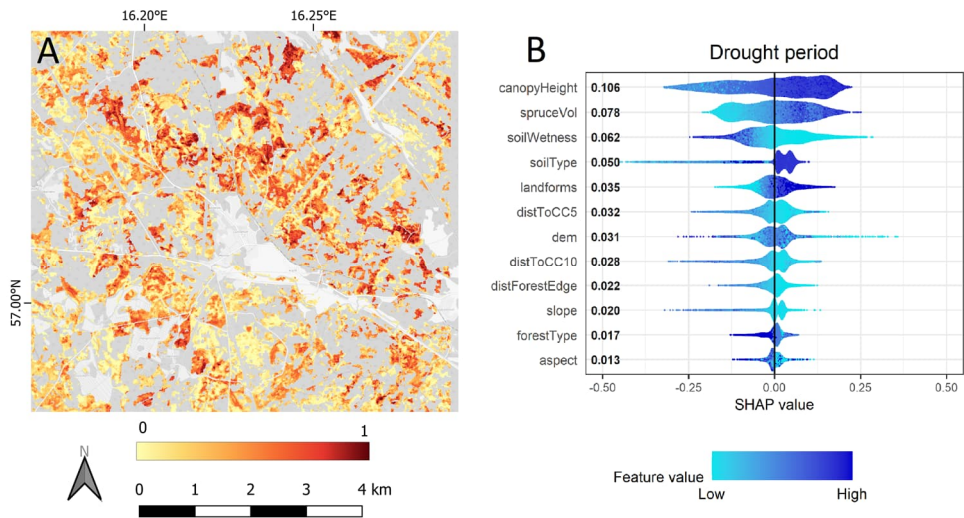 16.20°E 16.25°E
A
57.00°N
0 1
N
0 1 2 3 4 km
B
Drought period
canopyHeight 0.106
spruceVol 0.078
soilWetness 0.062
soilType 0.050
landforms 0.035
distToCC5 0.032
dem 0.031
distToCC10 0.028
distForestEdge 0.022
slope 0.020
forestType 0.017
aspect 0.013
-0.50 -0.25 0.00 0.25 0.50
SHAP value
Feature value
Low High